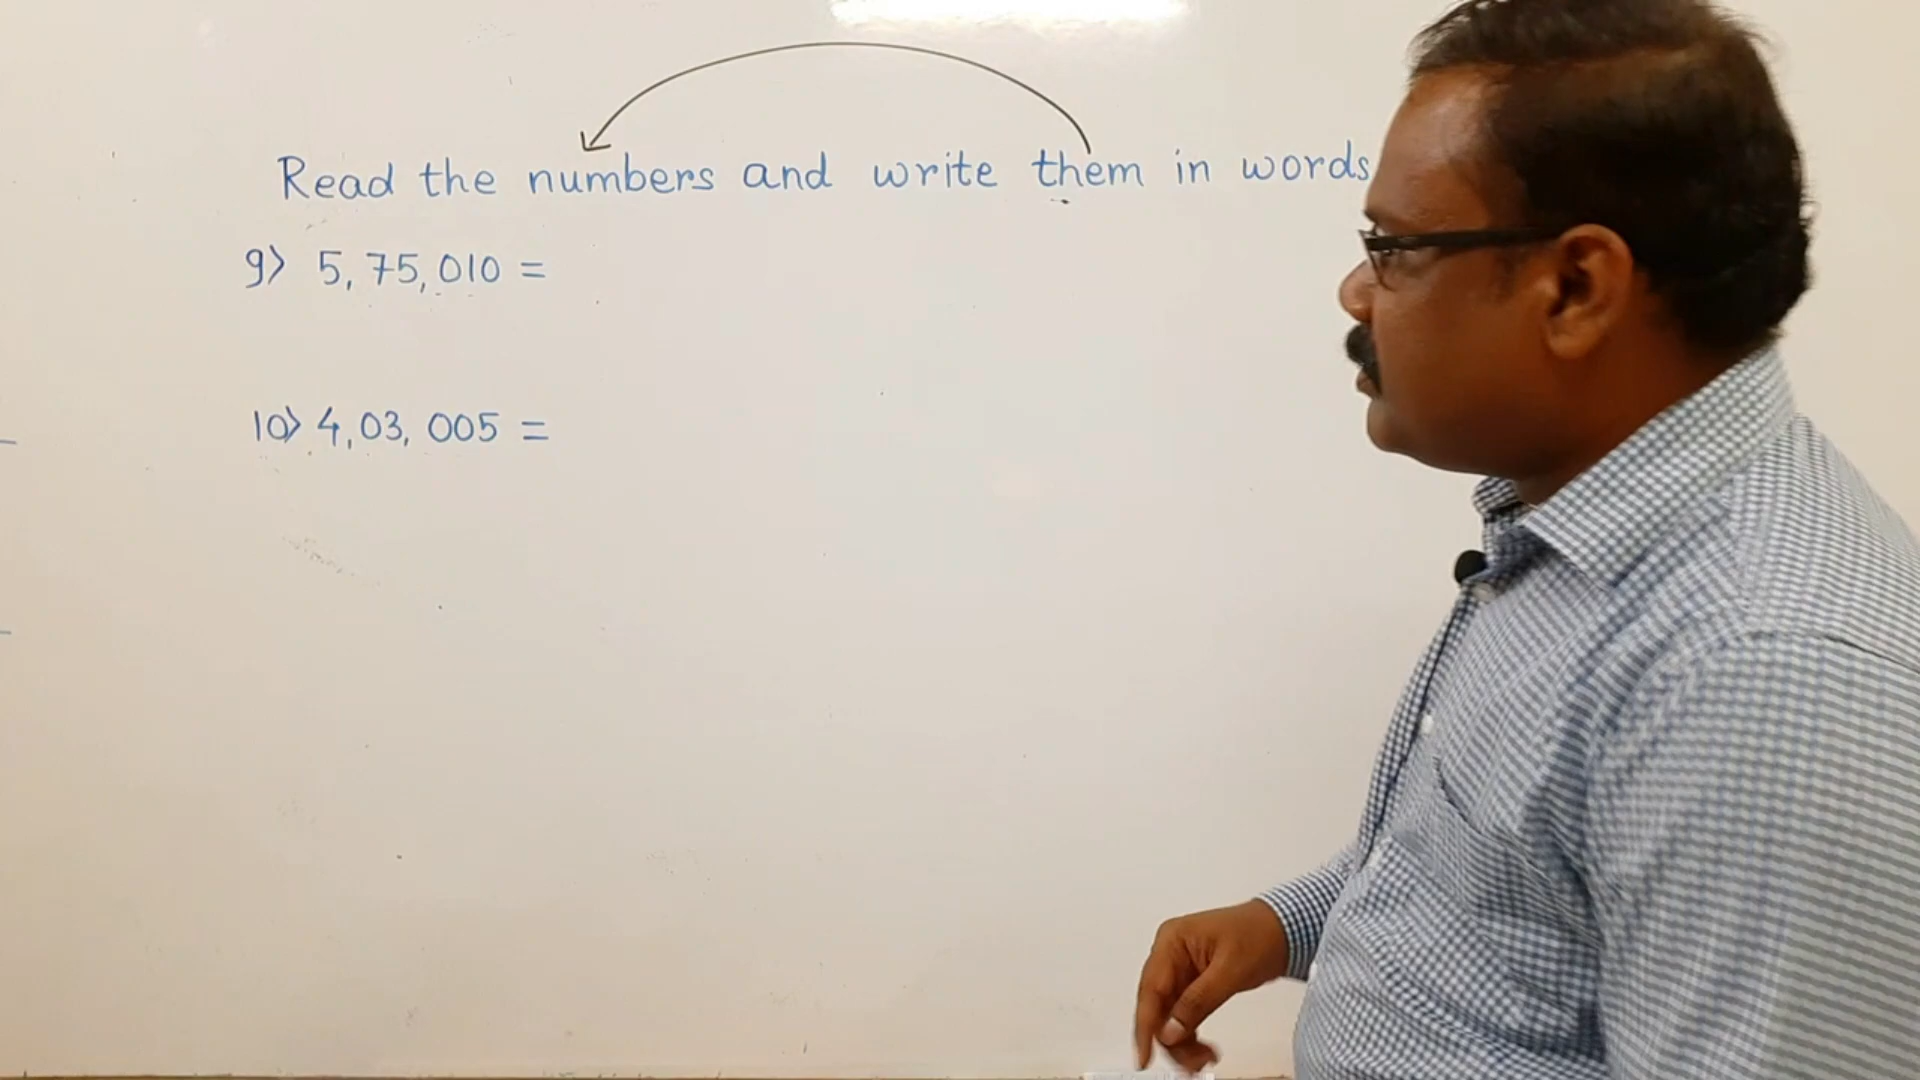 Read the numbers and write them in words
9) 5,75,010 =
10) 4,03,005 =